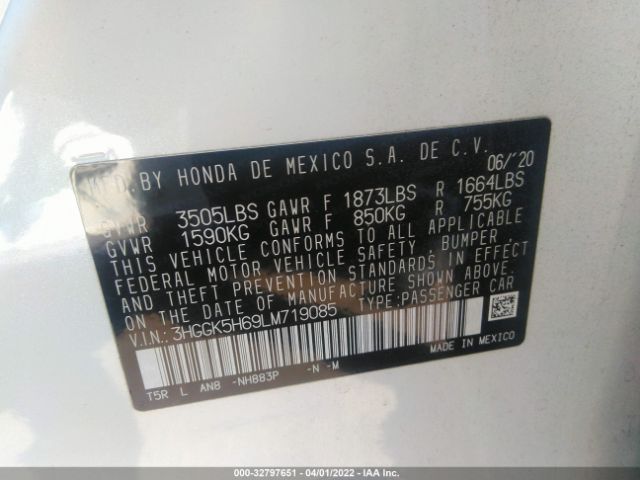 MFD. BY HONDA DE MEXICO S.A. DE C.V. 06/'20
GVWR 3505LBS GAWR F 1873LBS R 1664LBS
GVWR 1590KG GAWR F 850KG R 755KG
THIS VEHICLE CONFORMS TO ALL APPLICABLE
FEDERAL MOTOR VEHICLE SAFETY, BUMPER,
AND THEFT PREVENTION STANDARDS IN EFFECT
ON THE DATE OF MANUFACTURE SHOWN ABOVE.
V.I.N.: 3HGGK5H69LM719085 TYPE:PASSENGER CAR
MADE IN MEXICO
T5R L AN8 -NH883P -N -M
000-32797651 | 04/01/2022 - IAA Inc.